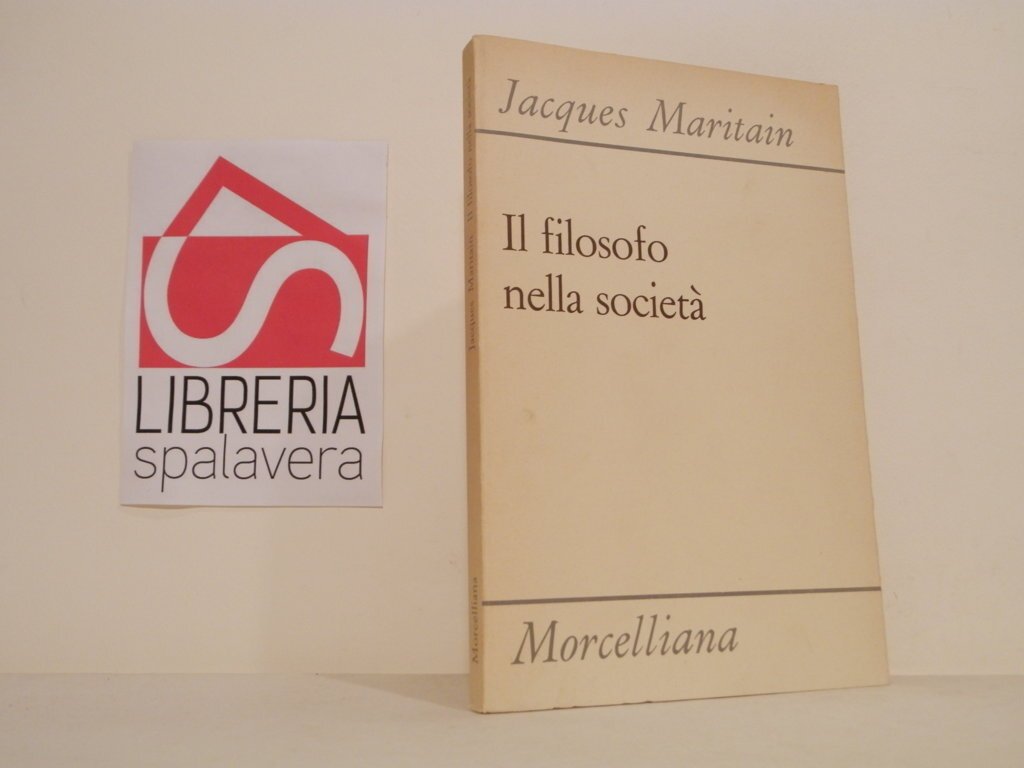 LIBRERIA
spalavera
Jacques Maritain
Il filosofo
nella società
Morcelliana
Jacques Maritain Il filosofo nella società
Morcelliana